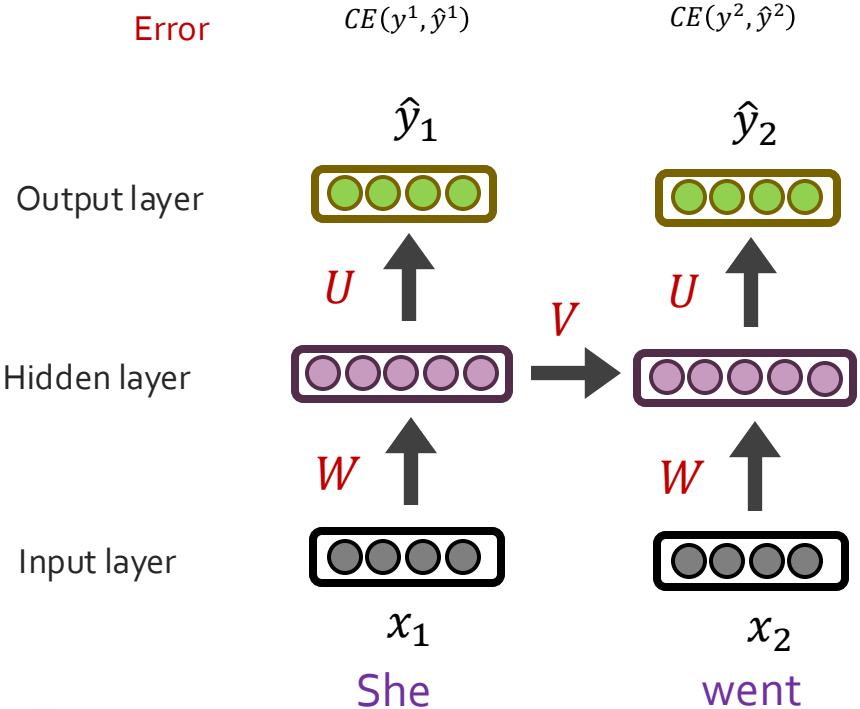 Error CE(y¹, ŷ¹) CE(y², ŷ²)
ŷ₁ ŷ₂
Output layer
U V U
Hidden layer
W W
Input layer
x₁ x₂
She went